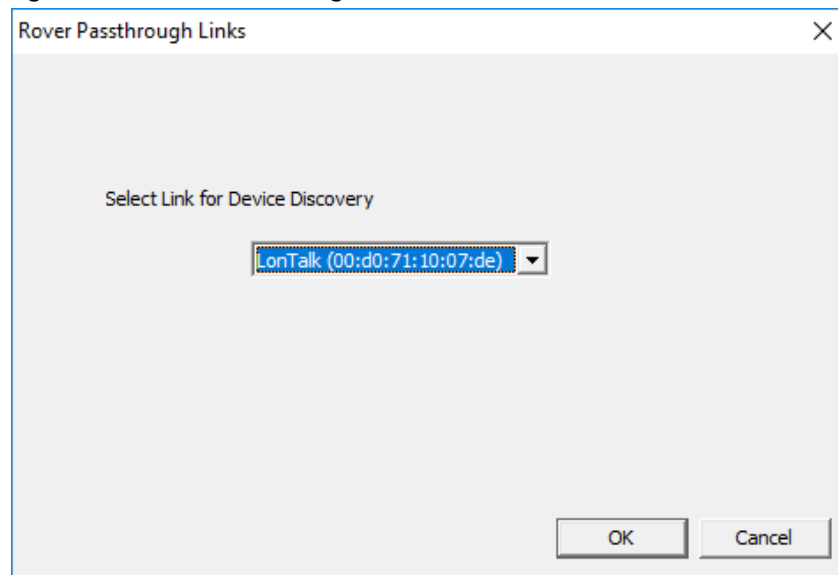 Rover Passthrough Links
Select Link for Device Discovery
LonTalk (00:d0:71:10:07:de)
OK Cancel